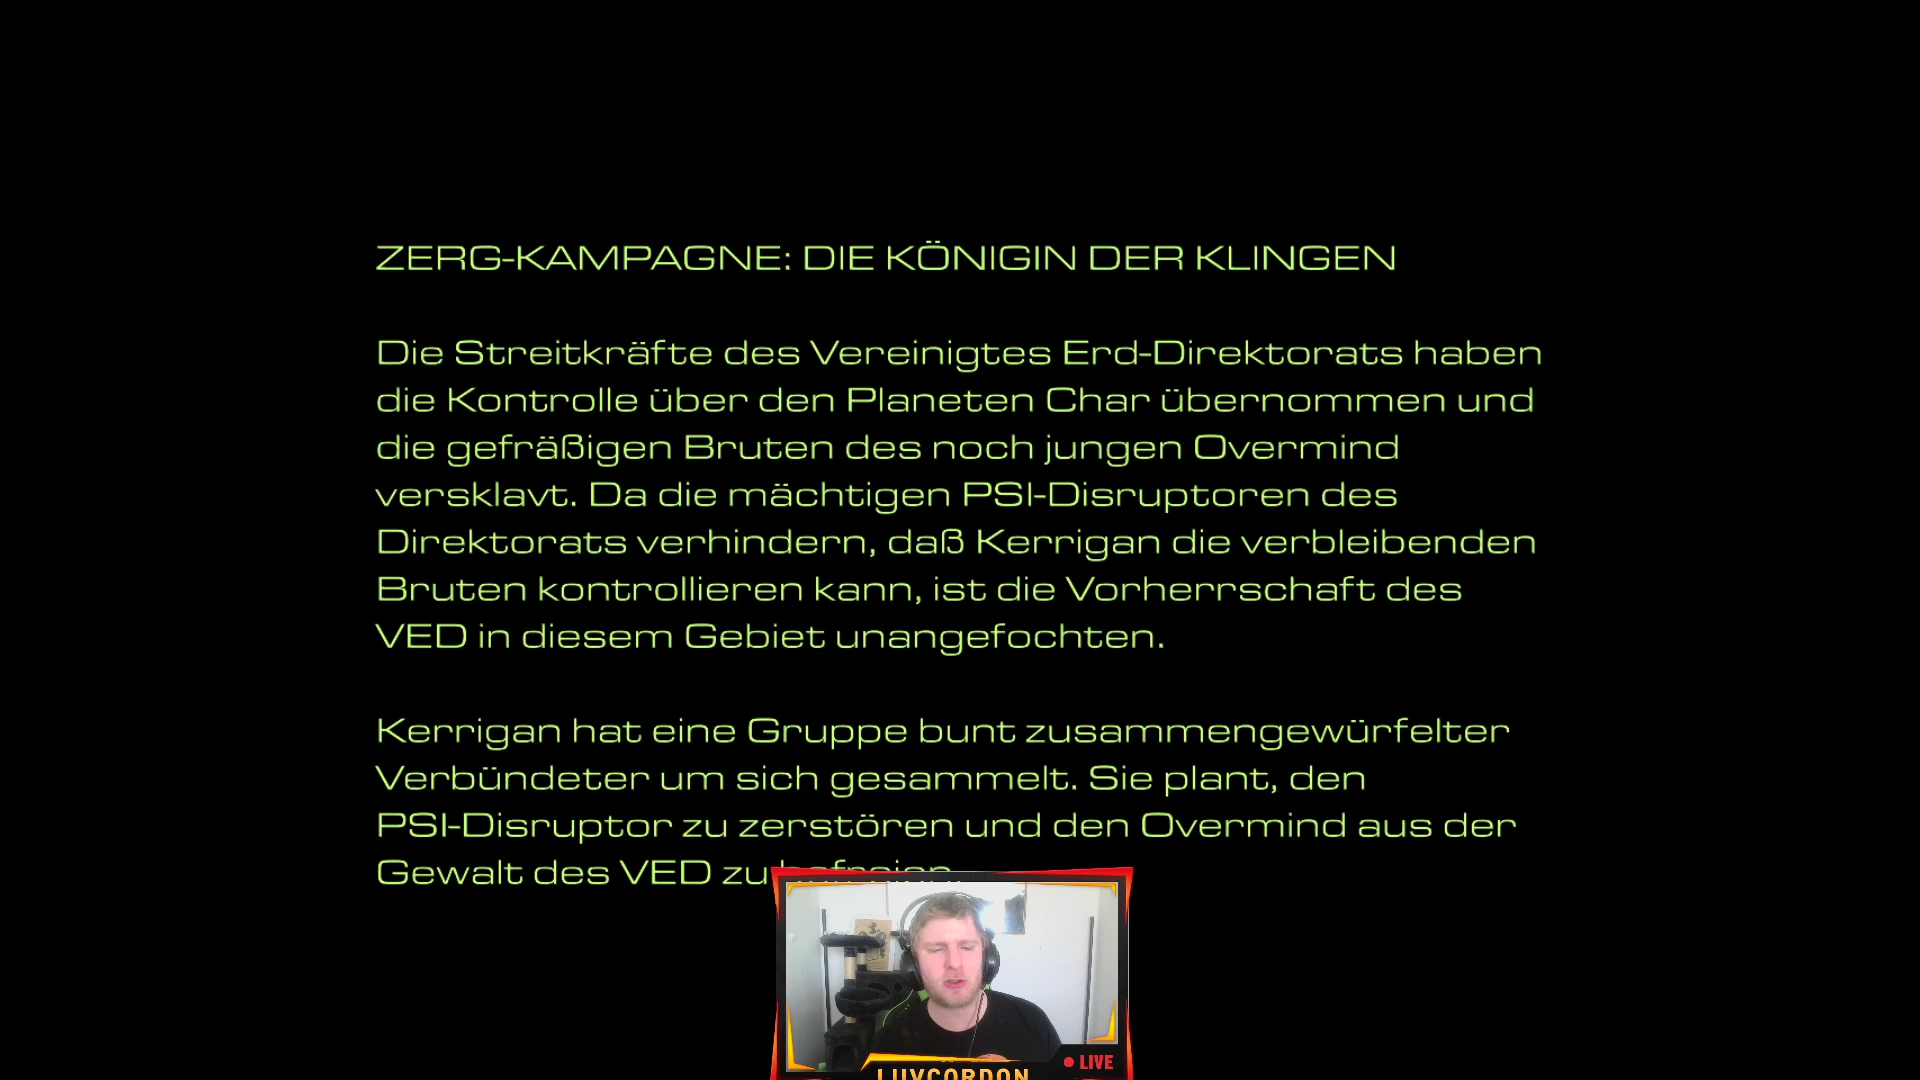 ZERG-KAMPAGNE: DIE KÖNIGIN DER KLINGEN
Die Streitkräfte des Vereinigtes Erd-Direktorats haben
die Kontrolle über den Planeten Char übernommen und
die gefräßigen Bruten des noch jungen Overmind
versklavt. Da die mächtigen PSI-Disruptoren des
Direktorats verhindern, daß Kerrigan die verbleibenden
Bruten kontrollieren kann, ist die Vorherrschaft des
VED in diesem Gebiet unangefochten.
Kerrigan hat eine Gruppe bunt zusammengewürfelter
Verbündeter um sich gesammelt. Sie plant, den
PSI-Disruptor zu zerstören und den Overmind aus der
Gewalt des VED zu befreien.
LIVE
LUVCORDON